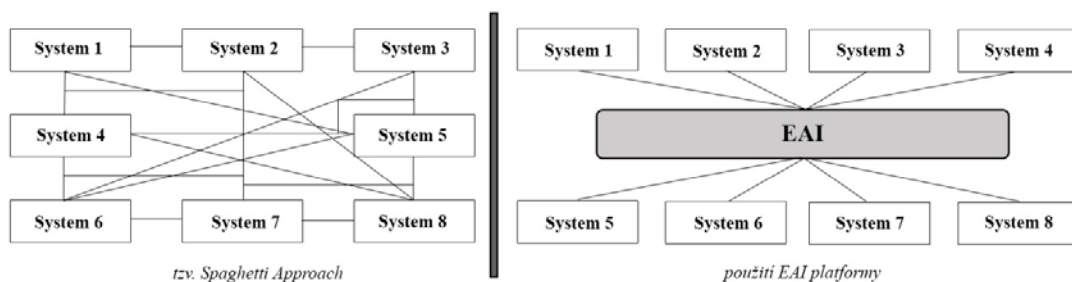 System 1
System 2
System 3
System 4
System 5
System 6
System 7
System 8
tzv. Spaghetti Approach
System 1
System 2
System 3
System 4
EAI
System 5
System 6
System 7
System 8
použití EAI platformy